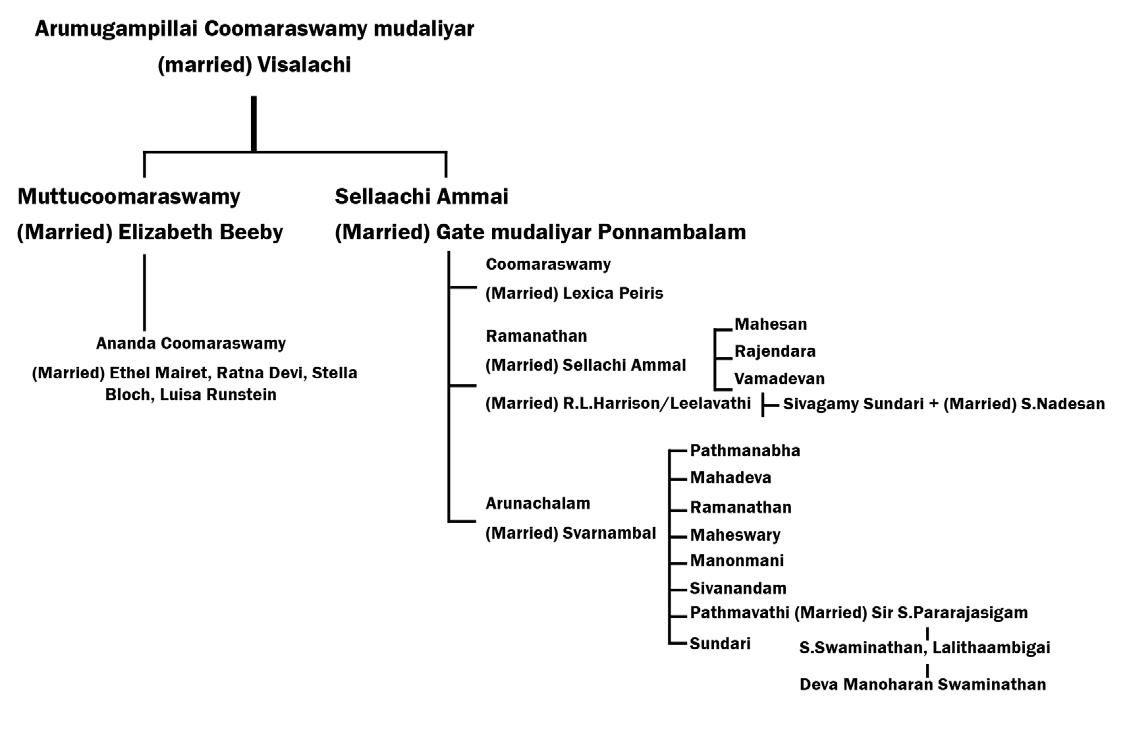 Arumugampillai Coomaraswamy mudaliyar
(married) Visalachi
Muttucoomaraswamy
(Married) Elizabeth Beeby
Sellaachi Ammai
(Married) Gate mudaliyar Ponnambalam
Ananda Coomaraswamy
(Married) Ethel Mairet, Ratna Devi, Stella
Bloch, Luisa Runstein
Coomaraswamy
(Married) Lexica Peiris
Ramanathan
(Married) Sellachi Ammal
Mahesan
Rajendara
Vamadevan
(Married) R.L.Harrison/Leelavathi
Sivagamy Sundari + (Married) S.Nadesan
Arunachalam
(Married) Svarnambal
Pathmanabha
Mahadeva
Ramanathan
Maheswary
Manonmani
Sivanandam
Pathmavathi (Married) Sir S.Pararajasigam
Sundari
S.Swaminathan, Lalithaambigai
Deva Manoharan Swaminathan